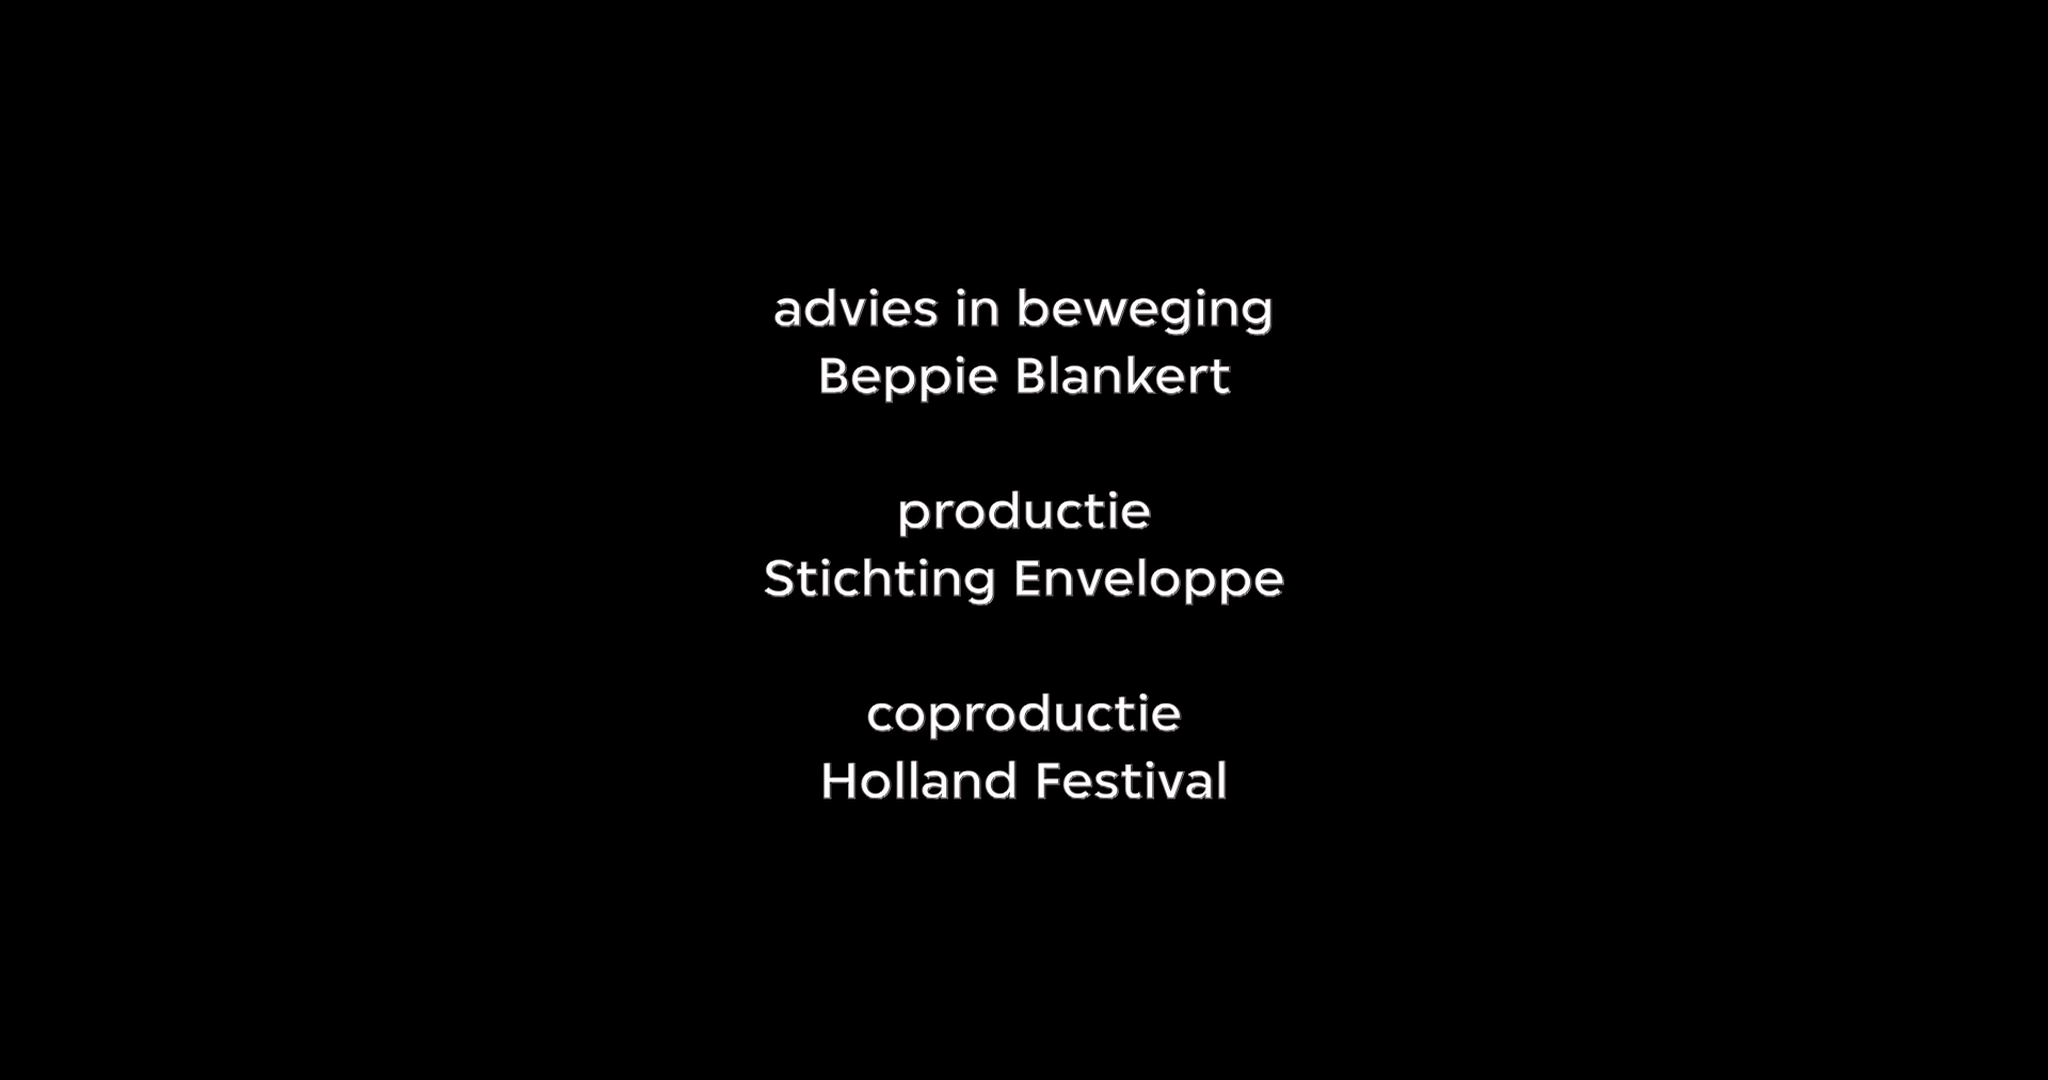 advies in beweging
Beppie Blankert
productie
Stichting Enveloppe
coproductie
Holland Festival